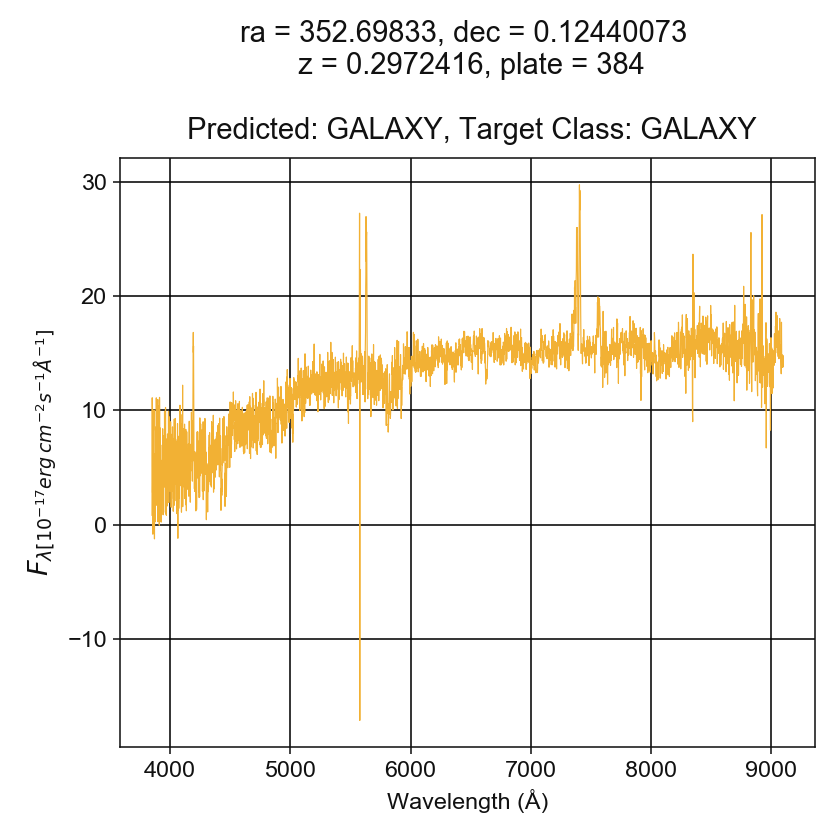 ra = 352.69833, dec = 0.12440073
z = 0.2972416, plate = 384
Predicted: GALAXY, Target Class: GALAXY
30
20
10
0
−10
F_λ[10⁻¹⁷erg cm⁻²s⁻¹Å⁻¹]
4000 5000 6000 7000 8000 9000
Wavelength (Å)